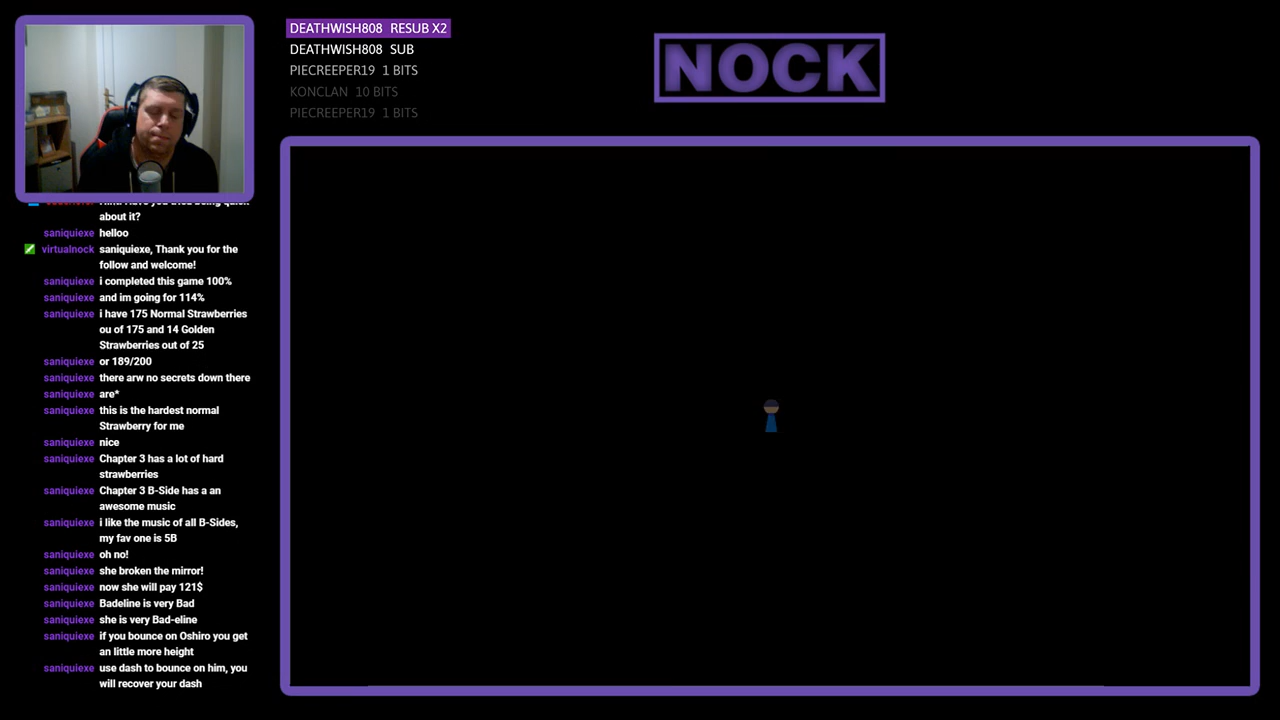 DEATHWISH808 RESUB X2
DEATHWISH808 SUB
PIECREEPER19 1 BITS
KONCLAN 10 BITS
PIECREEPER19 1 BITS
NOCK
about it?
saniquiexe helloo
virtualnock saniquiexe, Thank you for the
follow and welcome!
saniquiexe i completed this game 100%
saniquiexe and im going for 114%
saniquiexe i have 175 Normal Strawberries
ou of 175 and 14 Golden
Strawberries out of 25
saniquiexe or 189/200
saniquiexe there arw no secrets down there
saniquiexe are*
saniquiexe this is the hardest normal
Strawberry for me
saniquiexe nice
saniquiexe Chapter 3 has a lot of hard
strawberries
saniquiexe Chapter 3 B-Side has a an
awesome music
saniquiexe i like the music of all B-Sides,
my fav one is 5B
saniquiexe oh no!
saniquiexe she broken the mirror!
saniquiexe now she will pay 121$
saniquiexe Badeline is very Bad
saniquiexe she is very Bad-eline
saniquiexe if you bounce on Oshiro you get
an little more height
saniquiexe use dash to bounce on him, you
will recover your dash